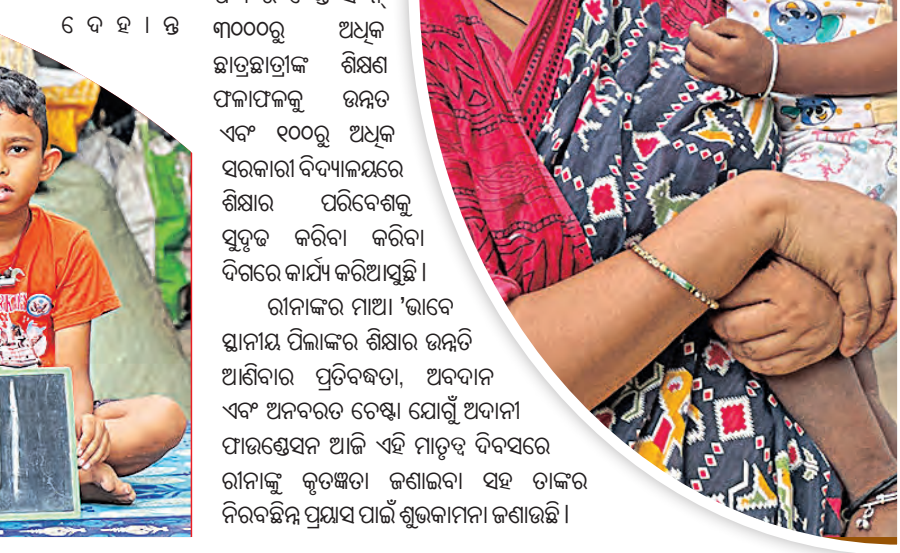 ଦେହାନ୍ତ
୩୦୦୦ରୁ ଅଧିକ
ଛାତ୍ରଛାତ୍ରୀଙ୍କ ଶିକ୍ଷଣ
ଫଳାଫଳକୁ ଉନ୍ନତ
ଏବଂ ୧୦୦ରୁ ଅଧିକ
ସରକାରୀ ବିଦ୍ୟାଳୟରେ
ଶିକ୍ଷାର ପରିବେଶକୁ
ସୁଦୃଢ କରିବା କରିବା
ଦିଗରେ କାର୍ଯ୍ୟ କରିଆସୁଛି ।
ରୀନାଙ୍କର ମାଆ ’ଭାବେ
ସ୍ଥାନୀୟ ପିଲାଙ୍କର ଶିକ୍ଷାର ଉନ୍ନତି
ଆଣିବାର ପ୍ରତିବଦ୍ଧତା, ଅବଦାନ
ଏବଂ ଅନବରତ ଚେଷ୍ଟା ଯୋଗୁଁ ଅଦାନୀ
ଫାଉଣ୍ଡେସନ ଆଜି ଏହି ମାତୃତ୍ୱ ଦିବସରେ
ରୀନାଙ୍କୁ କୃତଜ୍ଞତା ଜଣାଇବା ସହ ତାଙ୍କର
ନିରବଛିନ୍ନ ପ୍ରୟାସ ପାଇଁ ଶୁଭକାମନା ଜଣାଉଛି ।